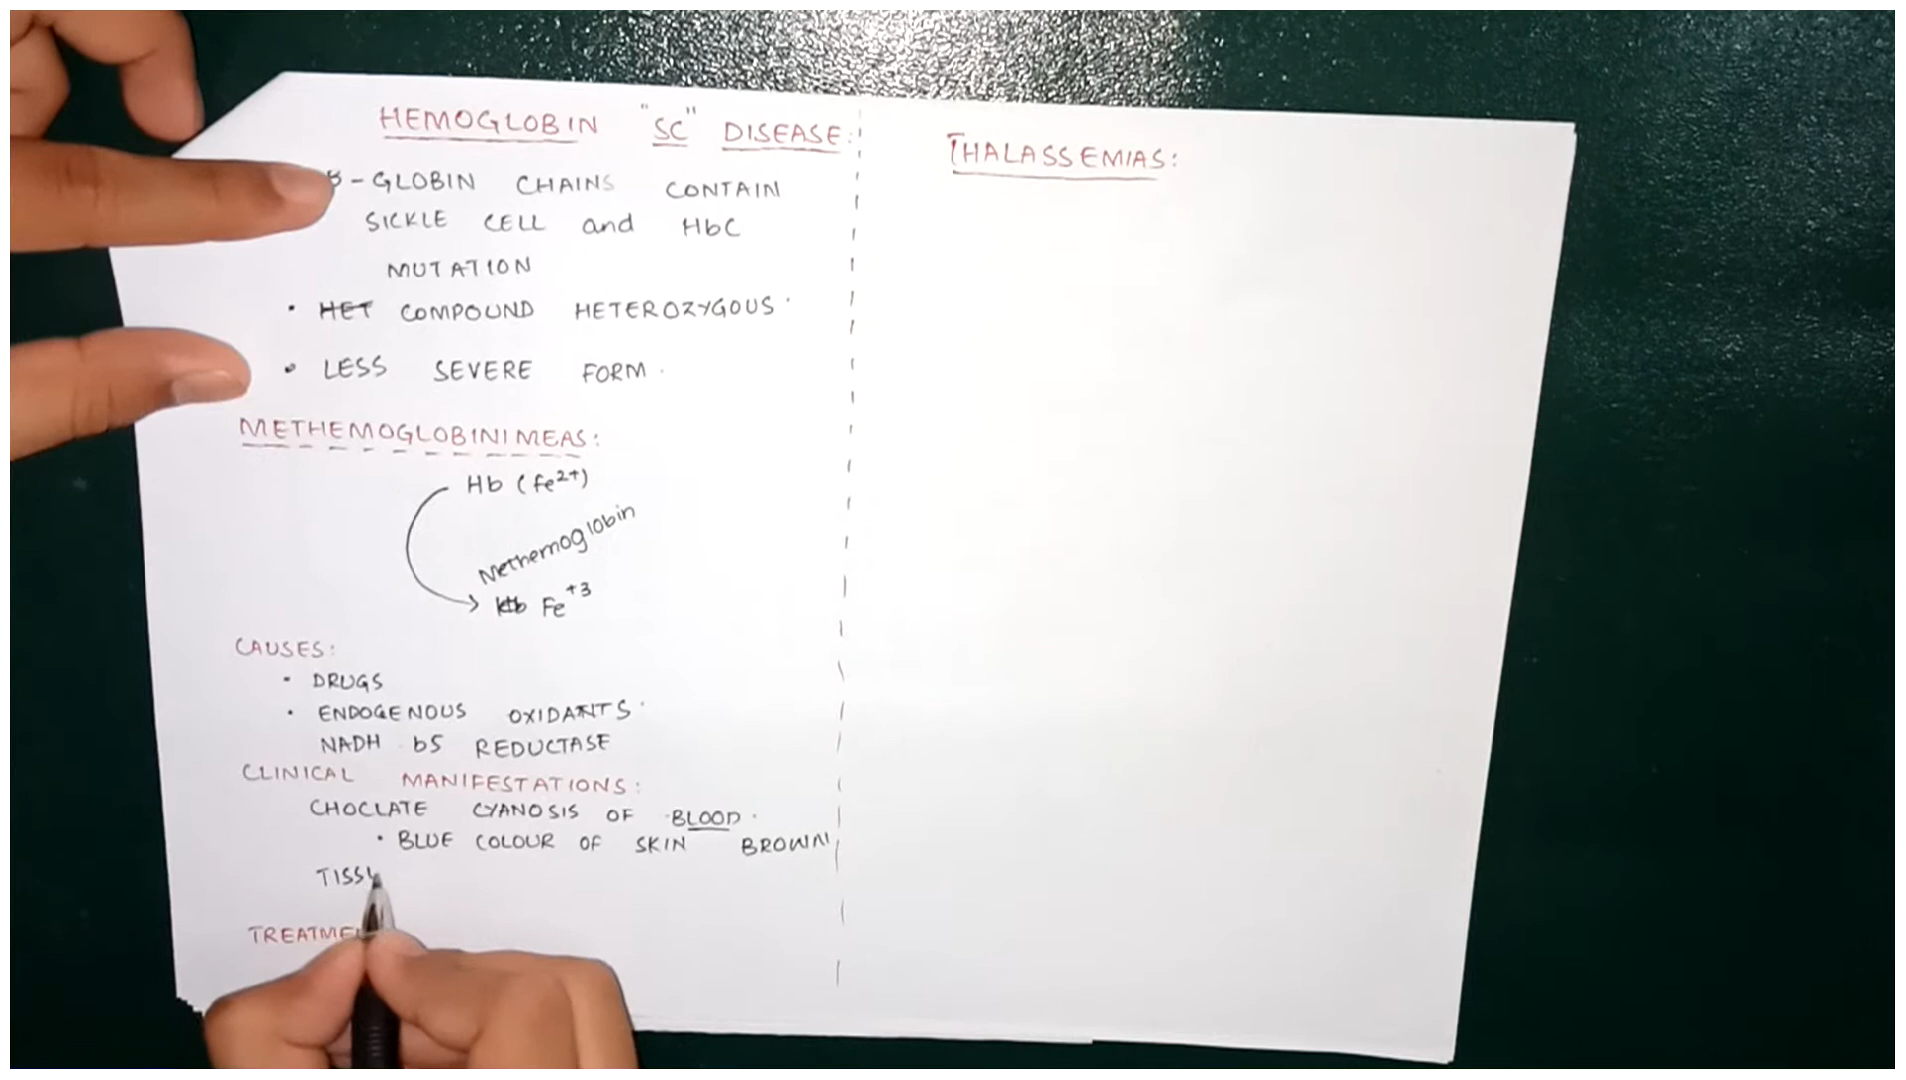 HEMOGLOBIN "SC" DISEASE:
β-GLOBIN CHAINS CONTAIN
SICKLE CELL and HbC
MUTATION
• HET COMPOUND HETEROZYGOUS.
• LESS SEVERE FORM.
METHEMOGLOBINIMEAS:
Hb (Fe2+)
Methemoglobin
Hb Fe+3
CAUSES:
• DRUGS
• ENDOGENOUS OXIDANTS.
NADH b5 REDUCTASE
CLINICAL MANIFESTATIONS:
CHOCLATE CYANOSIS OF BLOOD.
• BLUE COLOUR OF SKIN BROWN
TISSU
TREATME
THALASSEMIAS: